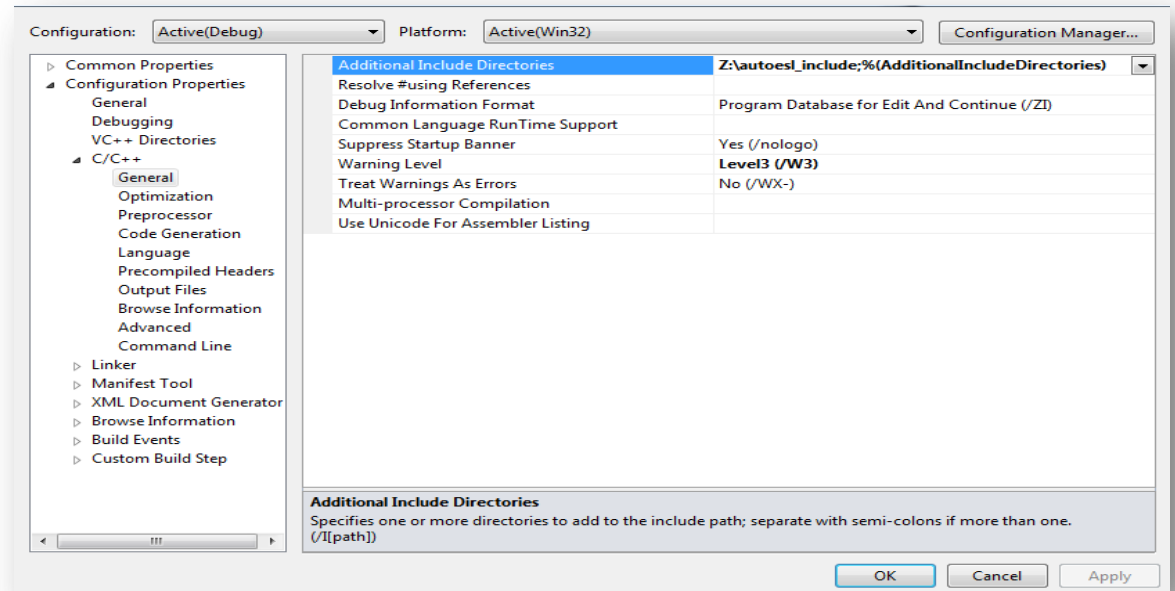 Configuration: Active(Debug) Platform: Active(Win32) Configuration Manager...
Common Properties
Configuration Properties
General
Debugging
VC++ Directories
C/C++
General
Optimization
Preprocessor
Code Generation
Language
Precompiled Headers
Output Files
Browse Information
Advanced
Command Line
Linker
Manifest Tool
XML Document Generator
Browse Information
Build Events
Custom Build Step
Additional Include Directories Z:\autoesl_include;%(AdditionalIncludeDirectories)
Resolve #using References
Debug Information Format Program Database for Edit And Continue (/ZI)
Common Language RunTime Support
Suppress Startup Banner Yes (/nologo)
Warning Level Level3 (/W3)
Treat Warnings As Errors No (/WX-)
Multi-processor Compilation
Use Unicode For Assembler Listing
Additional Include Directories
Specifies one or more directories to add to the include path; separate with semi-colons if more than one.
(/I[path])
OK Cancel Apply